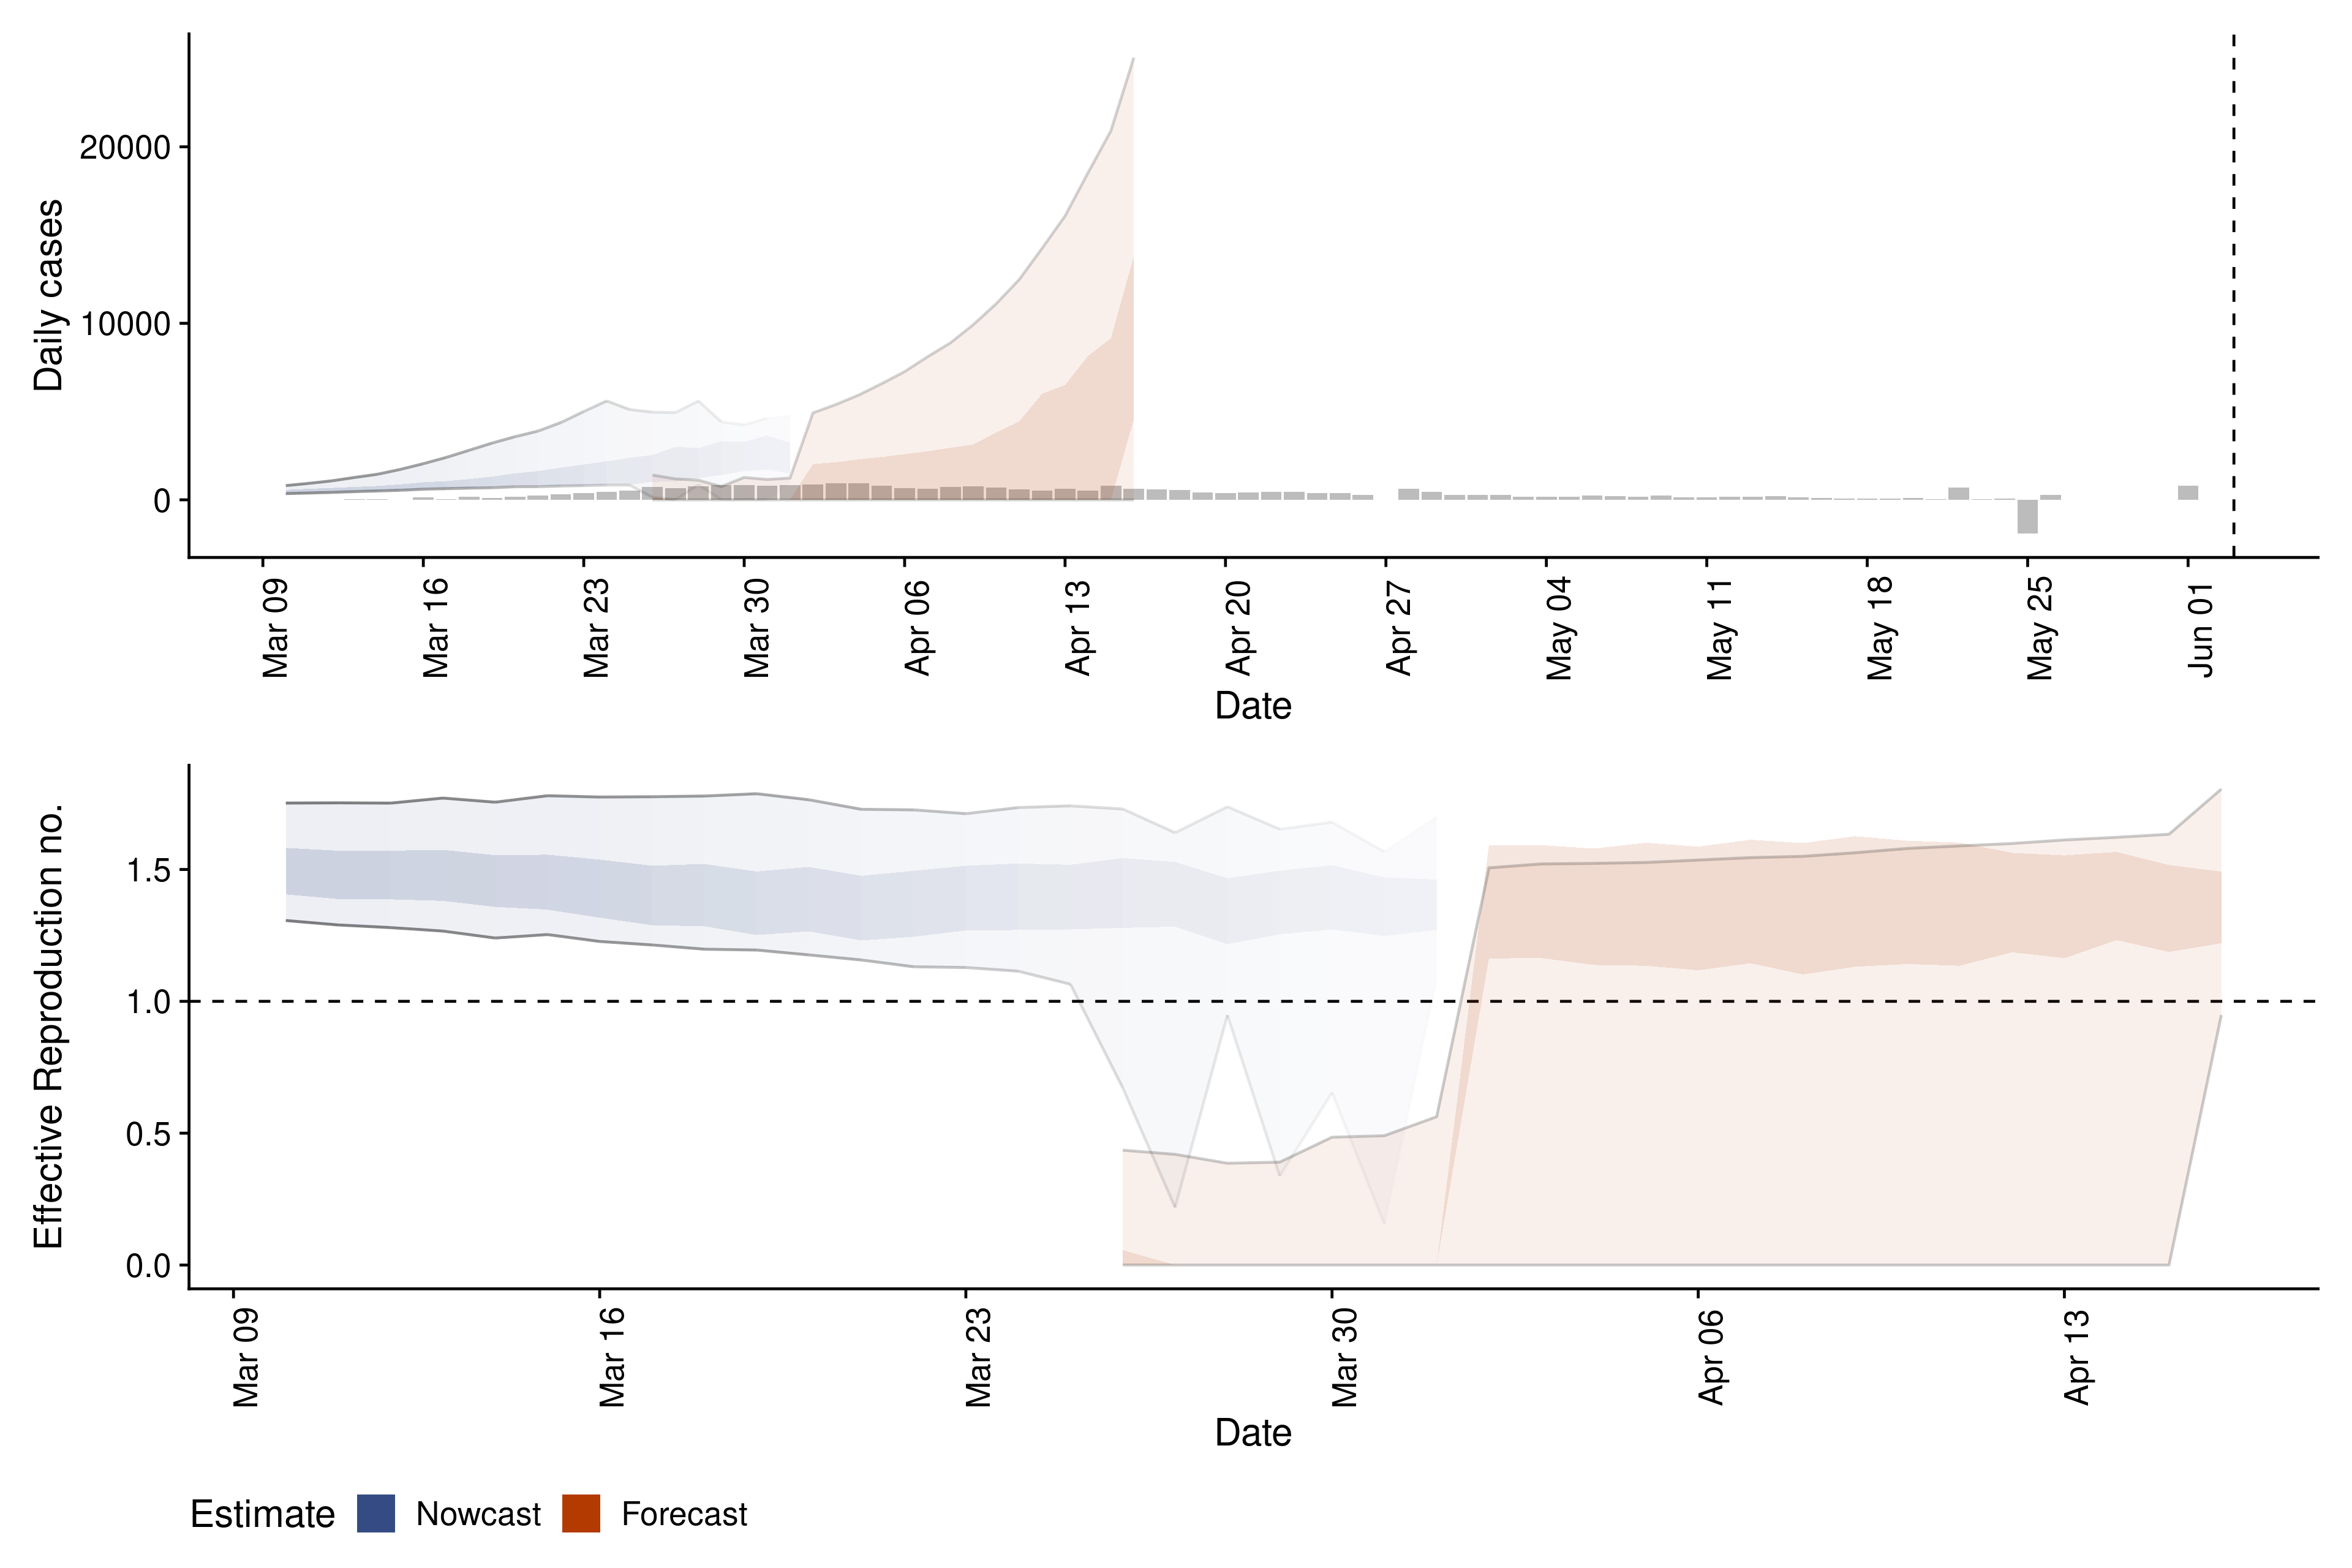 Daily cases
20000
10000
0
Mar 09
Mar 16
Mar 23
Mar 30
Apr 06
Apr 13
Apr 20
Apr 27
May 04
May 11
May 18
May 25
Jun 01
Date
Effective Reproduction no.
1.5
1.0
0.5
0.0
Mar 09
Mar 16
Mar 23
Mar 30
Apr 06
Apr 13
Date
Estimate Nowcast Forecast